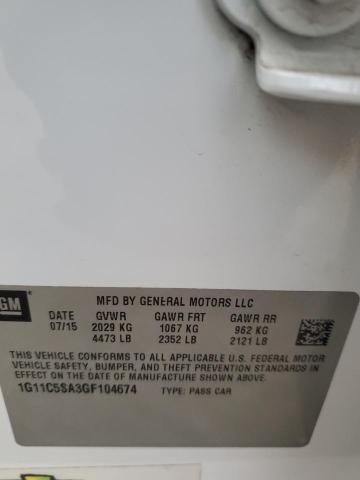 GM
MFD BY GENERAL MOTORS LLC
DATE GVWR GAWR FRT GAWR RR
07/15 2029 KG 1067 KG 962 KG
4473 LB 2352 LB 2121 LB
THIS VEHICLE CONFORMS TO ALL APPLICABLE U.S. FEDERAL MOTOR
VEHICLE SAFETY, BUMPER, AND THEFT PREVENTION STANDARDS IN
EFFECT ON THE DATE OF MANUFACTURE SHOWN ABOVE.
1G11C5SA3GF104674 TYPE: PASS CAR